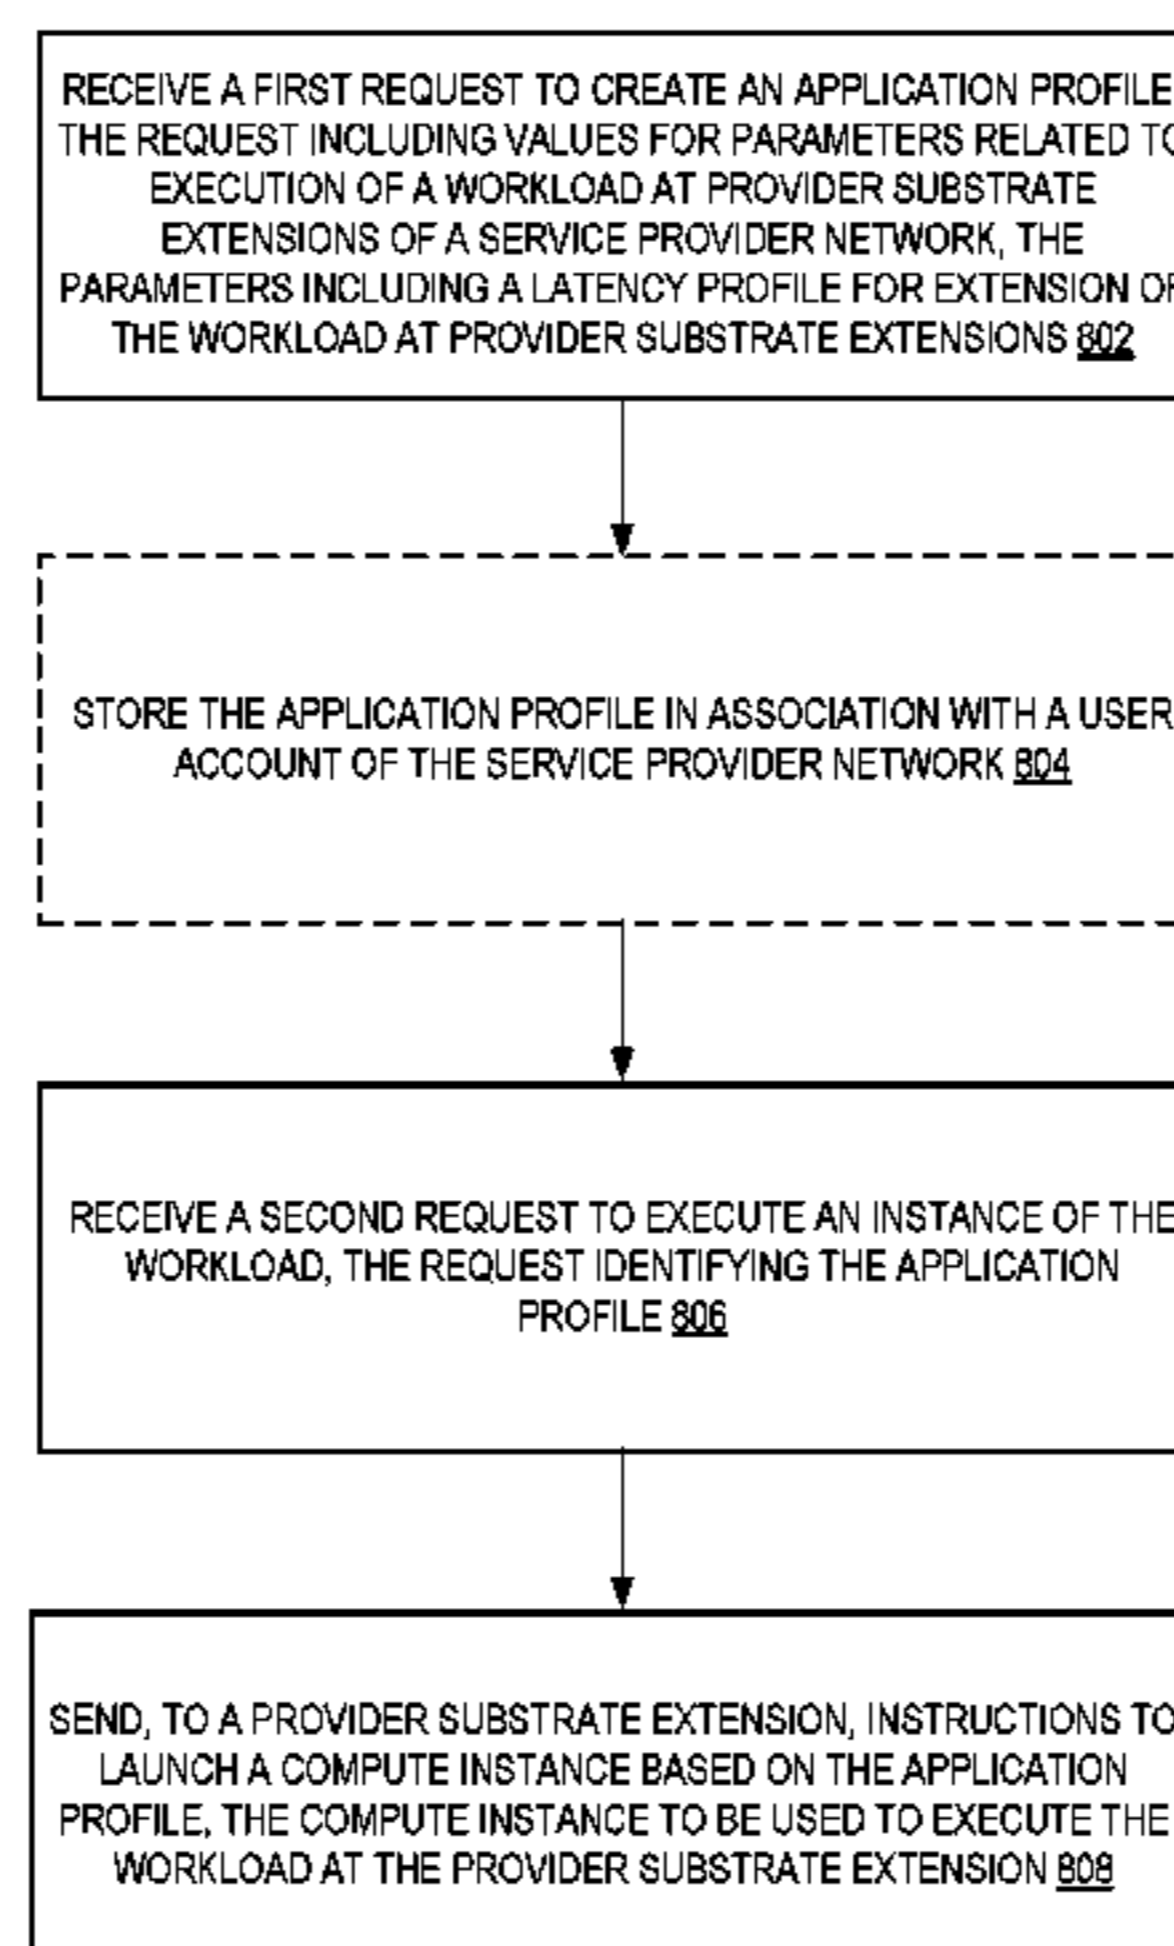 RECEIVE A FIRST REQUEST TO CREATE AN APPLICATION PROFILE
THE REQUEST INCLUDING VALUES FOR PARAMETERS RELATED TO
EXECUTION OF A WORKLOAD AT PROVIDER SUBSTRATE
EXTENSIONS OF A SERVICE PROVIDER NETWORK, THE
PARAMETERS INCLUDING A LATENCY PROFILE FOR EXTENSION OF
THE WORKLOAD AT PROVIDER SUBSTRATE EXTENSIONS 802
STORE THE APPLICATION PROFILE IN ASSOCIATION WITH A USER
ACCOUNT OF THE SERVICE PROVIDER NETWORK 804
RECEIVE A SECOND REQUEST TO EXECUTE AN INSTANCE OF THE
WORKLOAD, THE REQUEST IDENTIFYING THE APPLICATION
PROFILE 806
SEND, TO A PROVIDER SUBSTRATE EXTENSION, INSTRUCTIONS TO
LAUNCH A COMPUTE INSTANCE BASED ON THE APPLICATION
PROFILE, THE COMPUTE INSTANCE TO BE USED TO EXECUTE THE
WORKLOAD AT THE PROVIDER SUBSTRATE EXTENSION 808